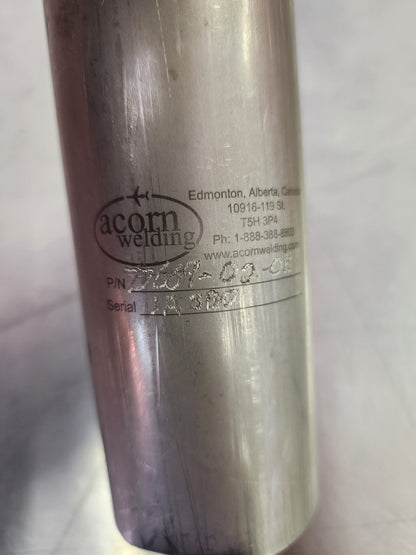 acorn
welding
Edmonton, Alberta, Canada
10916-119 St.
T5H 3P4
Ph: 1-888-388-8803
www.acornwelding.com
P/N
Serial